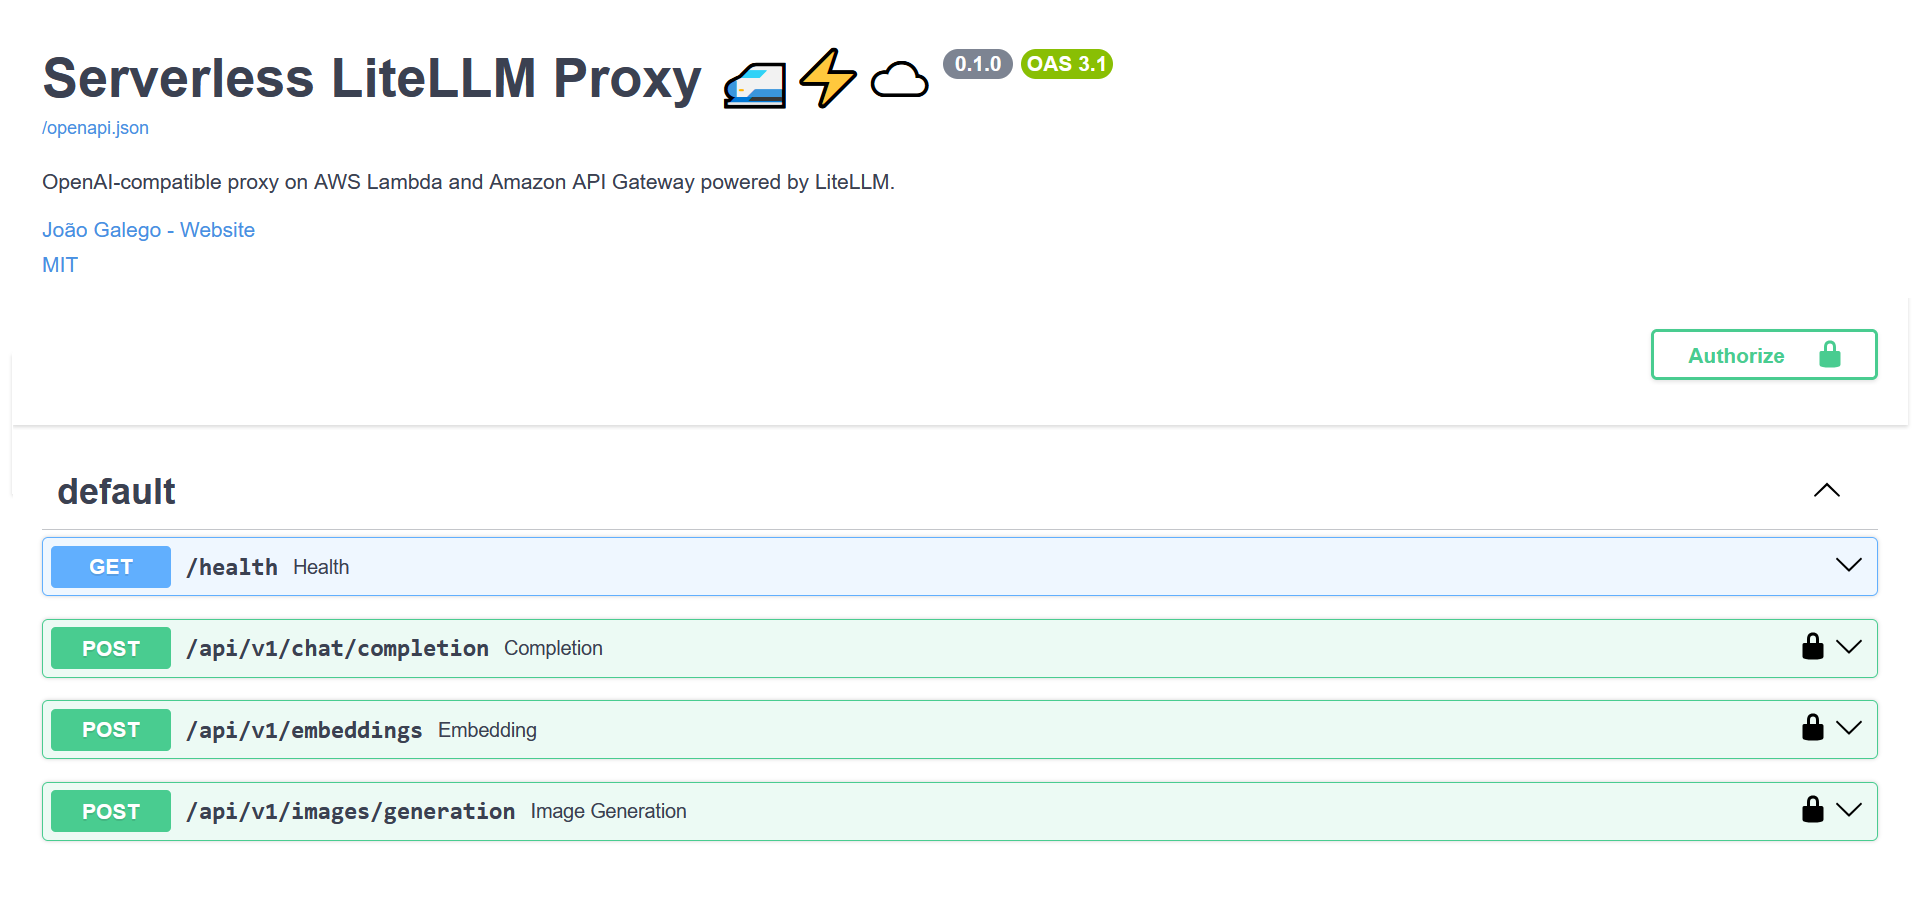 Serverless LiteLLM Proxy 🚅⚡☁️ 0.1.0 OAS 3.1
/openapi.json
OpenAI-compatible proxy on AWS Lambda and Amazon API Gateway powered by LiteLLM.
João Galego - Website
MIT
Authorize
default
GET /health Health
POST /api/v1/chat/completion Completion
POST /api/v1/embeddings Embedding
POST /api/v1/images/generation Image Generation